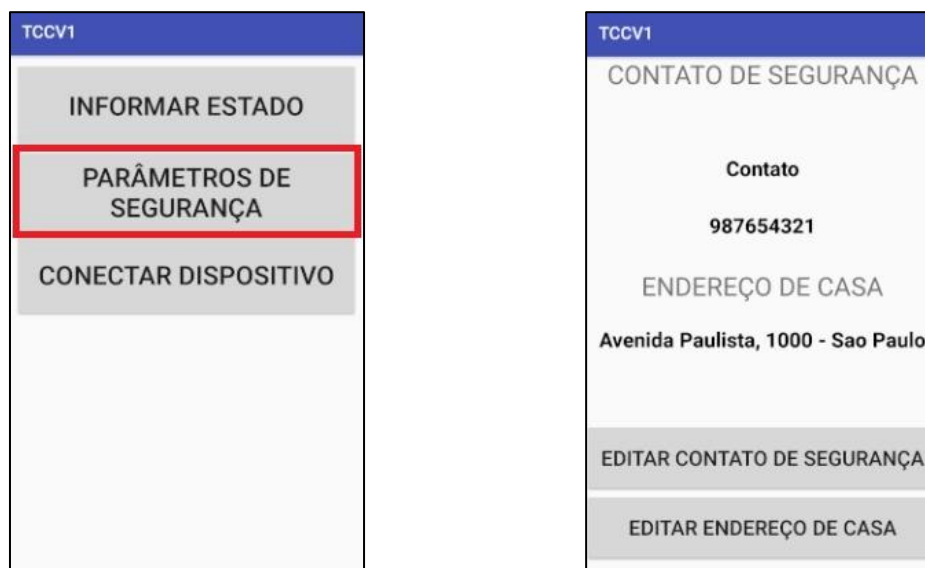 TCCV1
INFORMAR ESTADO
PARÂMETROS DE
SEGURANÇA
CONECTAR DISPOSITIVO
TCCV1
CONTATO DE SEGURANÇA
Contato
987654321
ENDEREÇO DE CASA
Avenida Paulista, 1000 - Sao Paulo
EDITAR CONTATO DE SEGURANÇA
EDITAR ENDEREÇO DE CASA